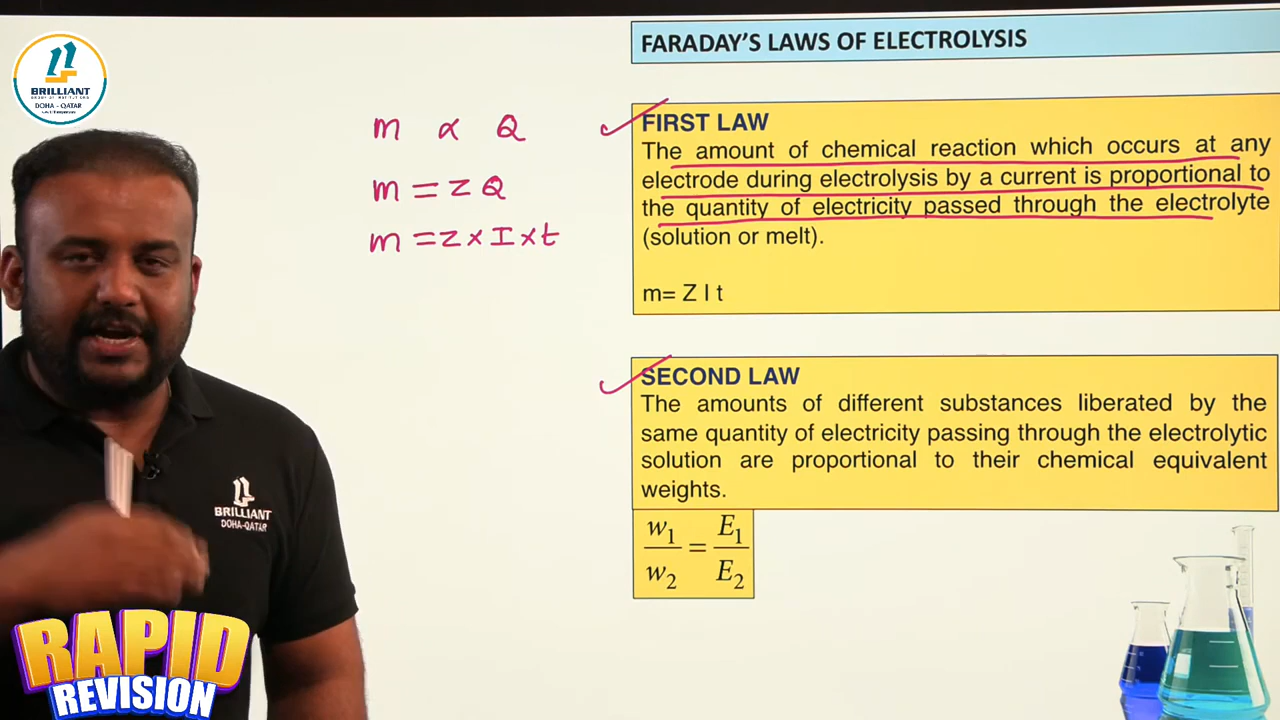 BRILLIANT
DOHA - QATAR
FARADAY'S LAWS OF ELECTROLYSIS
m ∝ Q
m = Z Q
m = Z × I × t
FIRST LAW
The amount of chemical reaction which occurs at any
electrode during electrolysis by a current is proportional to
the quantity of electricity passed through the electrolyte
(solution or melt).
m= Z I t
SECOND LAW
The amounts of different substances liberated by the
same quantity of electricity passing through the electrolytic
solution are proportional to their chemical equivalent
weights.
w₁/w₂ = E₁/E₂
BRILLIANT
DOHA-QATAR
RAPID
REVISION